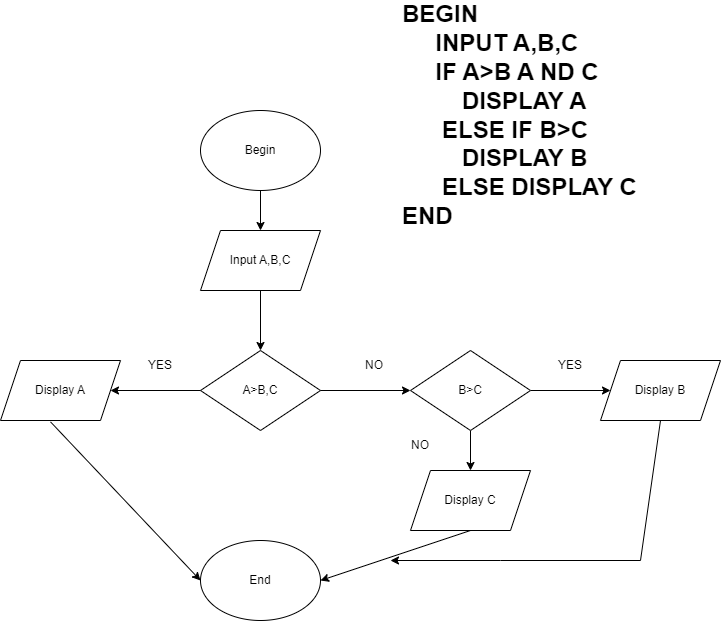 BEGIN
INPUT A,B,C
IF A>B A ND C
DISPLAY A
ELSE IF B>C
DISPLAY B
ELSE DISPLAY C
END
Begin
Input A,B,C
YES
NO
YES
Display A
A>B,C
B>C
Display B
NO
Display C
End